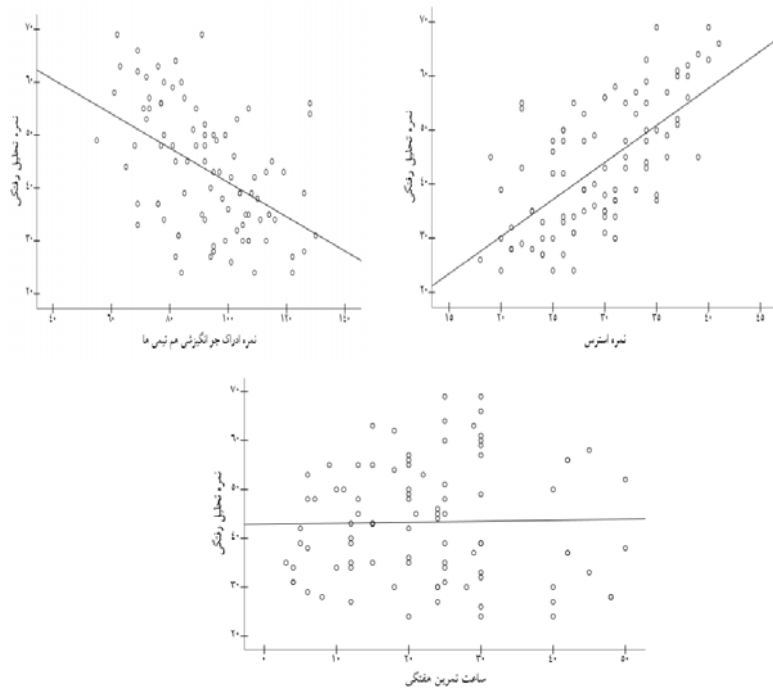 نمره تحلیل رفتگی
۷۰
۶۰
۵۰
۴۰
۳۰
۲۰
۴۰ ۶۰ ۸۰ ۱۰۰ ۱۲۰ ۱۴۰
نمره ادراک جو انگیزشی هم تیمی ها
نمره تحلیل رفتگی
۷۰
۶۰
۵۰
۴۰
۳۰
۲۰
۱۵ ۲۰ ۲۵ ۳۰ ۳۵ ۴۰ ۴۵
نمره استرس
نمره تحلیل رفتگی
۷۰
۶۰
۵۰
۴۰
۳۰
۲۰
۰ ۱۰ ۲۰ ۳۰ ۴۰ ۵۰
ساعت تمرین هفتگی